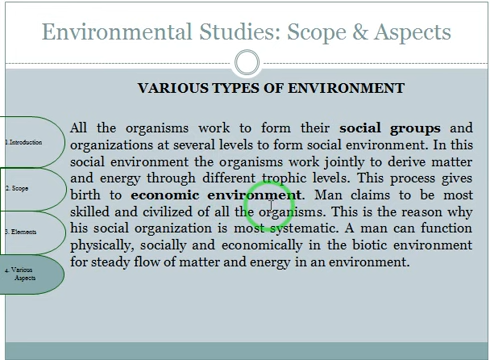 Environmental Studies: Scope & Aspects
VARIOUS TYPES OF ENVIRONMENT
All the organisms work to form their social groups and
organizations at several levels to form social environment. In this
social environment the organisms work jointly to derive matter
and energy through different trophic levels. This process gives
birth to economic environment. Man claims to be most
skilled and civilized of all the organisms. This is the reason why
his social organization is most systematic. A man can function
physically, socially and economically in the biotic environment
for steady flow of matter and energy in an environment.
1.Introduction
2. Scope
3. Elements
4. Various
Aspects